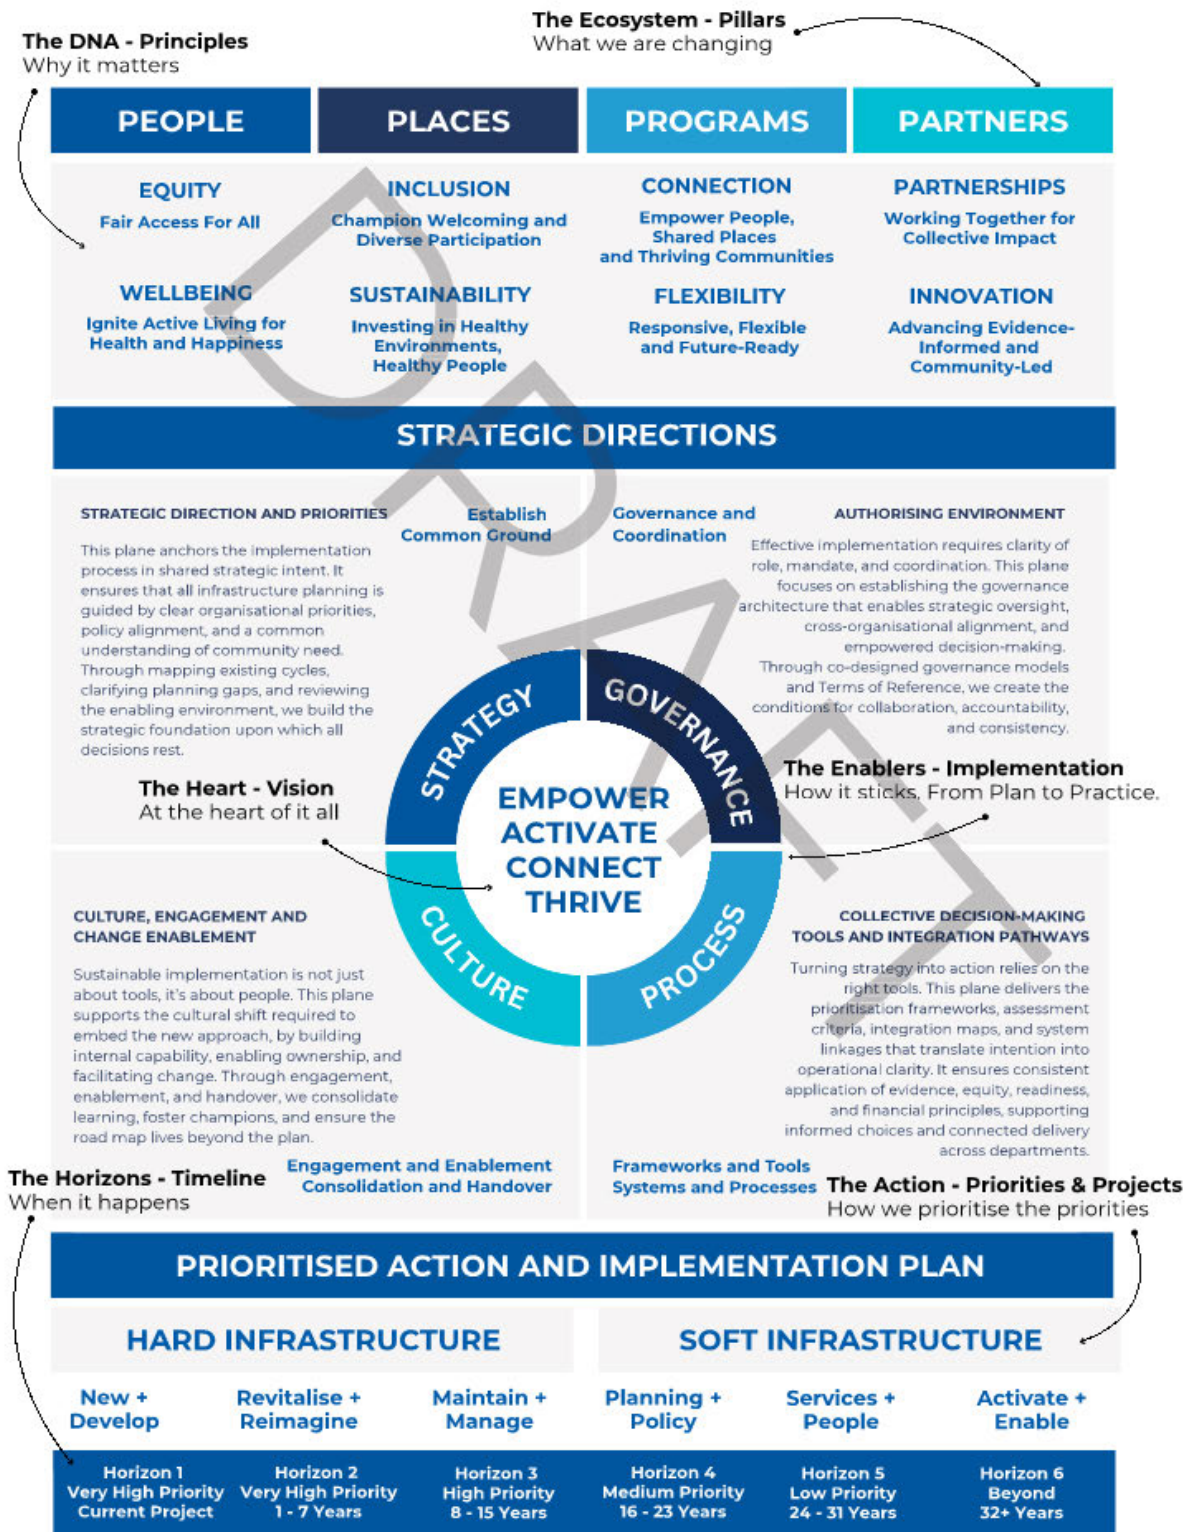 The Ecosystem - Pillars
What we are changing
The DNA - Principles
Why it matters
PEOPLE
PLACES
PROGRAMS
PARTNERS
EQUITY
Fair Access For All
INCLUSION
Champion Welcoming and
Diverse Participation
CONNECTION
Empower People,
Shared Places
and Thriving Communities
PARTNERSHIPS
Working Together for
Collective Impact
WELLBEING
Ignite Active Living for
Health and Happiness
SUSTAINABILITY
Investing in Healthy
Environments,
Healthy People
FLEXIBILITY
Responsive, Flexible
and Future-Ready
INNOVATION
Advancing Evidence-
Informed and
Community-Led
STRATEGIC DIRECTIONS
STRATEGIC DIRECTION AND PRIORITIES
This plane anchors the implementation
process in shared strategic intent. It
ensures that all infrastructure planning is
guided by clear organisational priorities,
policy alignment, and a common
understanding of community need.
Through mapping existing cycles,
clarifying planning gaps, and reviewing
the enabling environment, we build the
strategic foundation upon which all
decisions rest.
Establish
Common Ground
Governance and
Coordination
AUTHORISING ENVIRONMENT
Effective implementation requires clarity of
role, mandate, and coordination. This plane
focuses on establishing the governance
architecture that enables strategic oversight,
cross-organisational alignment, and
empowered decision-making.
Through co-designed governance models
and Terms of Reference, we create the
conditions for collaboration, accountability,
and consistency.
The Heart - Vision
At the heart of it all
STRATEGY
GOVERNANCE
EMPOWER
ACTIVATE
CONNECT
THRIVE
CULTURE
PROCESS
The Enablers - Implementation
How it sticks, From Plan to Practice.
CULTURE, ENGAGEMENT AND
CHANGE ENABLEMENT
Sustainable implementation is not just
about tools, it's about people. This plane
supports the cultural shift required to
embed the new approach, by building
internal capability, enabling ownership, and
facilitating change. Through engagement,
enablement, and handover, we consolidate
learning, foster champions, and ensure the
road map lives beyond the plan.
Engagement and Enablement
Consolidation and Handover
COLLECTIVE DECISION-MAKING
TOOLS AND INTEGRATION PATHWAYS
Turning strategy into action relies on the
right tools. This plane delivers the
prioritisation frameworks, assessment
criteria, integration maps, and system
linkages that translate intention into
operational clarity. It ensures consistent
application of evidence, equity, readiness,
and financial principles, supporting
informed choices and connected delivery
across departments.
Frameworks and Tools
Systems and Processes
The Horizons - Timeline
When it happens
The Action - Priorities & Projects
How we prioritise the priorities
PRIORITISED ACTION AND IMPLEMENTATION PLAN
HARD INFRASTRUCTURE
SOFT INFRASTRUCTURE
New +
Develop
Revitalise +
Reimagine
Maintain +
Manage
Planning +
Policy
Services +
People
Activate +
Enable
Horizon 1
Very High Priority
Current Project
Horizon 2
Very High Priority
1 - 7 Years
Horizon 3
High Priority
8 - 15 Years
Horizon 4
Medium Priority
16 - 23 Years
Horizon 5
Low Priority
24 - 31 Years
Horizon 6
Beyond
32+ Years
DRAFT